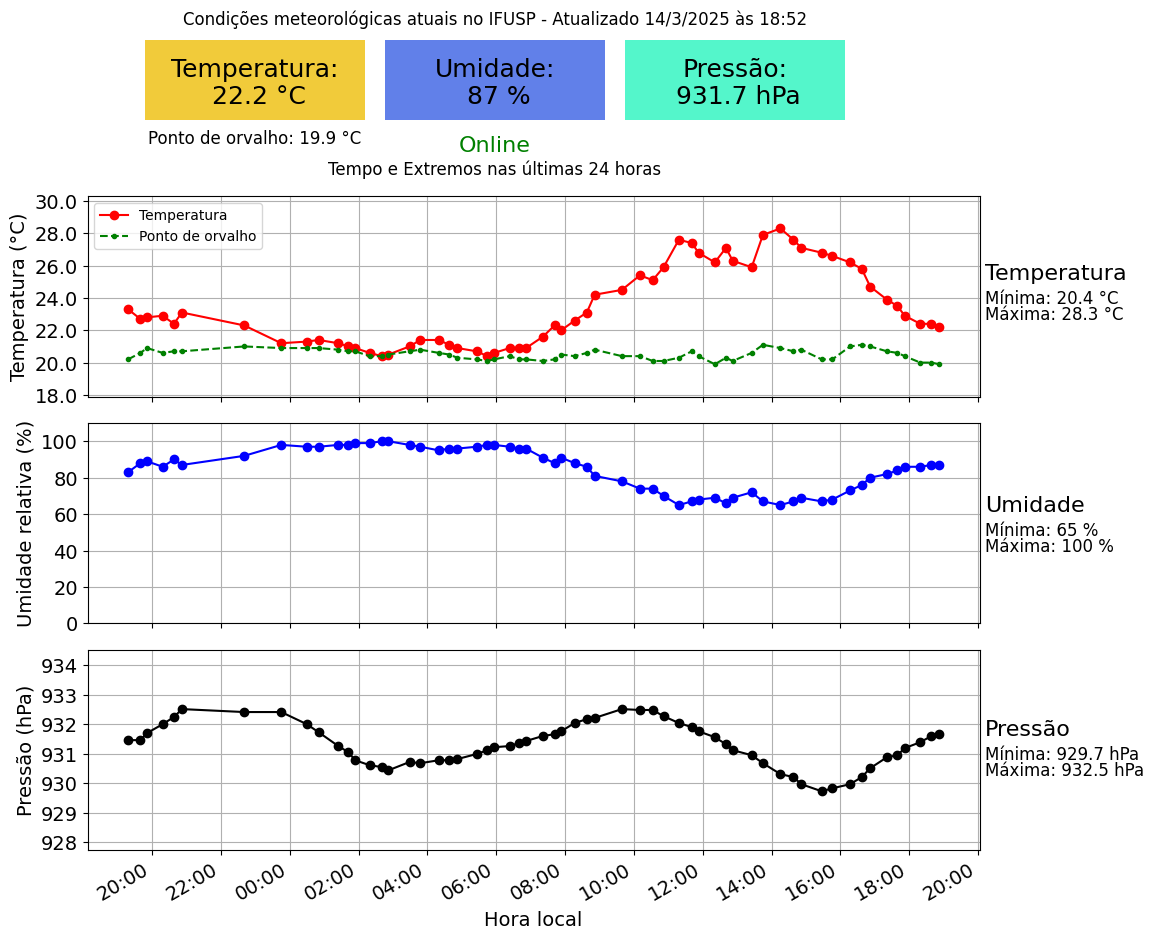 Condições meteorológicas atuais no IFUSP - Atualizado 14/3/2025 às 18:52
Temperatura:
22.2 °C
Umidade:
87 %
Pressão:
931.7 hPa
Ponto de orvalho: 19.9 °C
Online
Tempo e Extremos nas últimas 24 horas
Temperatura (°C)
30.0
28.0
26.0
24.0
22.0
20.0
18.0
Temperatura
Ponto de orvalho
Temperatura
Mínima: 20.4 °C
Máxima: 28.3 °C
Umidade relativa (%)
100
80
60
40
20
0
Umidade
Mínima: 65 %
Máxima: 100 %
Pressão (hPa)
934
933
932
931
930
929
928
Pressão
Mínima: 929.7 hPa
Máxima: 932.5 hPa
20:00
22:00
00:00
02:00
04:00
06:00
08:00
10:00
12:00
14:00
16:00
18:00
20:00
Hora local